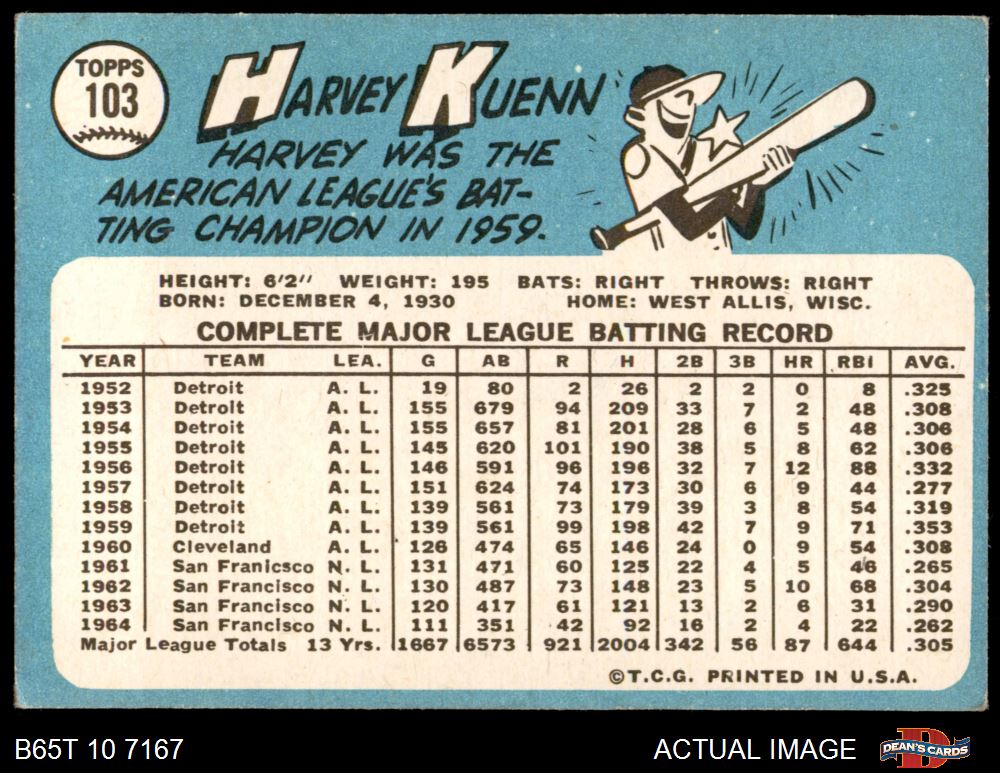 TOPPS
103
HARVEY KUENN
HARVEY WAS THE
AMERICAN LEAGUE'S BAT-
TING CHAMPION IN 1959.
HEIGHT: 6'2" WEIGHT: 195 BATS: RIGHT THROWS: RIGHT
BORN: DECEMBER 4, 1930 HOME: WEST ALLIS, WISC.
COMPLETE MAJOR LEAGUE BATTING RECORD
YEAR TEAM LEA. G AB R H 2B 3B HR RBI AVG.
1952 Detroit A. L. 19 80 2 26 2 2 0 8 .325
1953 Detroit A. L. 155 679 94 209 33 7 2 48 .308
1954 Detroit A. L. 155 657 81 201 28 6 5 48 .306
1955 Detroit A. L. 145 620 101 190 38 5 8 62 .306
1956 Detroit A. L. 146 591 96 196 32 7 12 88 .332
1957 Detroit A. L. 151 624 74 173 30 6 9 44 .277
1958 Detroit A. L. 139 561 73 179 39 3 8 54 .319
1959 Detroit A. L. 139 561 99 198 42 7 9 71 .353
1960 Cleveland A. L. 126 474 65 146 24 0 9 54 .308
1961 San Franicsco N. L. 131 471 60 125 22 4 5 46 .265
1962 San Francisco N. L. 130 487 73 148 23 5 10 68 .304
1963 San Francisco N. L. 120 417 61 121 13 2 6 31 .290
1964 San Francisco N. L. 111 351 42 92 16 2 4 22 .262
Major League Totals 13 Yrs. 1667 6573 921 2004 342 56 87 644 .305
©T.C.G. PRINTED IN U.S.A.
B65T 10 7167 ACTUAL IMAGE DEAN'S CARDS